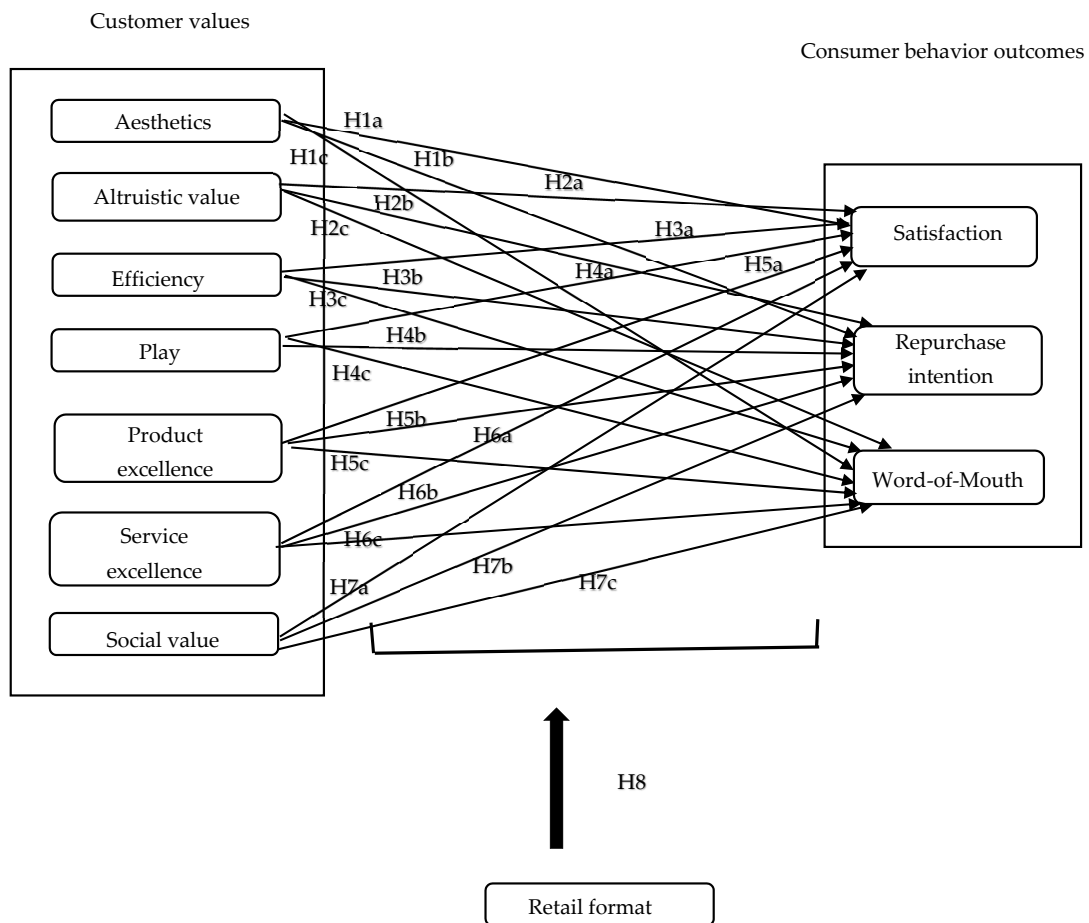 Customer values
Consumer behavior outcomes
Aesthetics
H1a
H1c
H1b
Altruistic value
H2a
H2b
H2c
Satisfaction
H3a
Efficiency
H3b
H4a
H5a
H3c
Play
H4b
H4c
Repurchase
intention
Product
excellence
H5b
H6a
H5c
Word-of-Mouth
H6b
Service
excellence
H6c
H7b
H7a
H7c
Social value
H8
Retail format